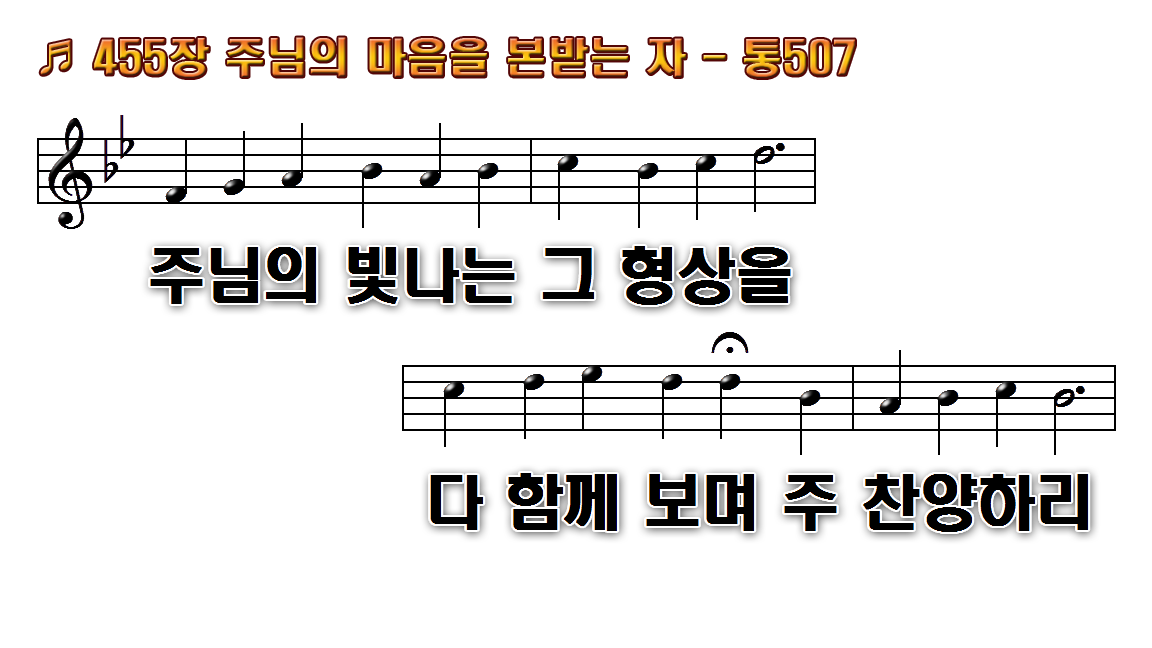 ♬ 455장 주님의 마음을 본받는 자 - 통507
주님의 빛나는 그 형상을
다 함께 보며 주 찬양하리